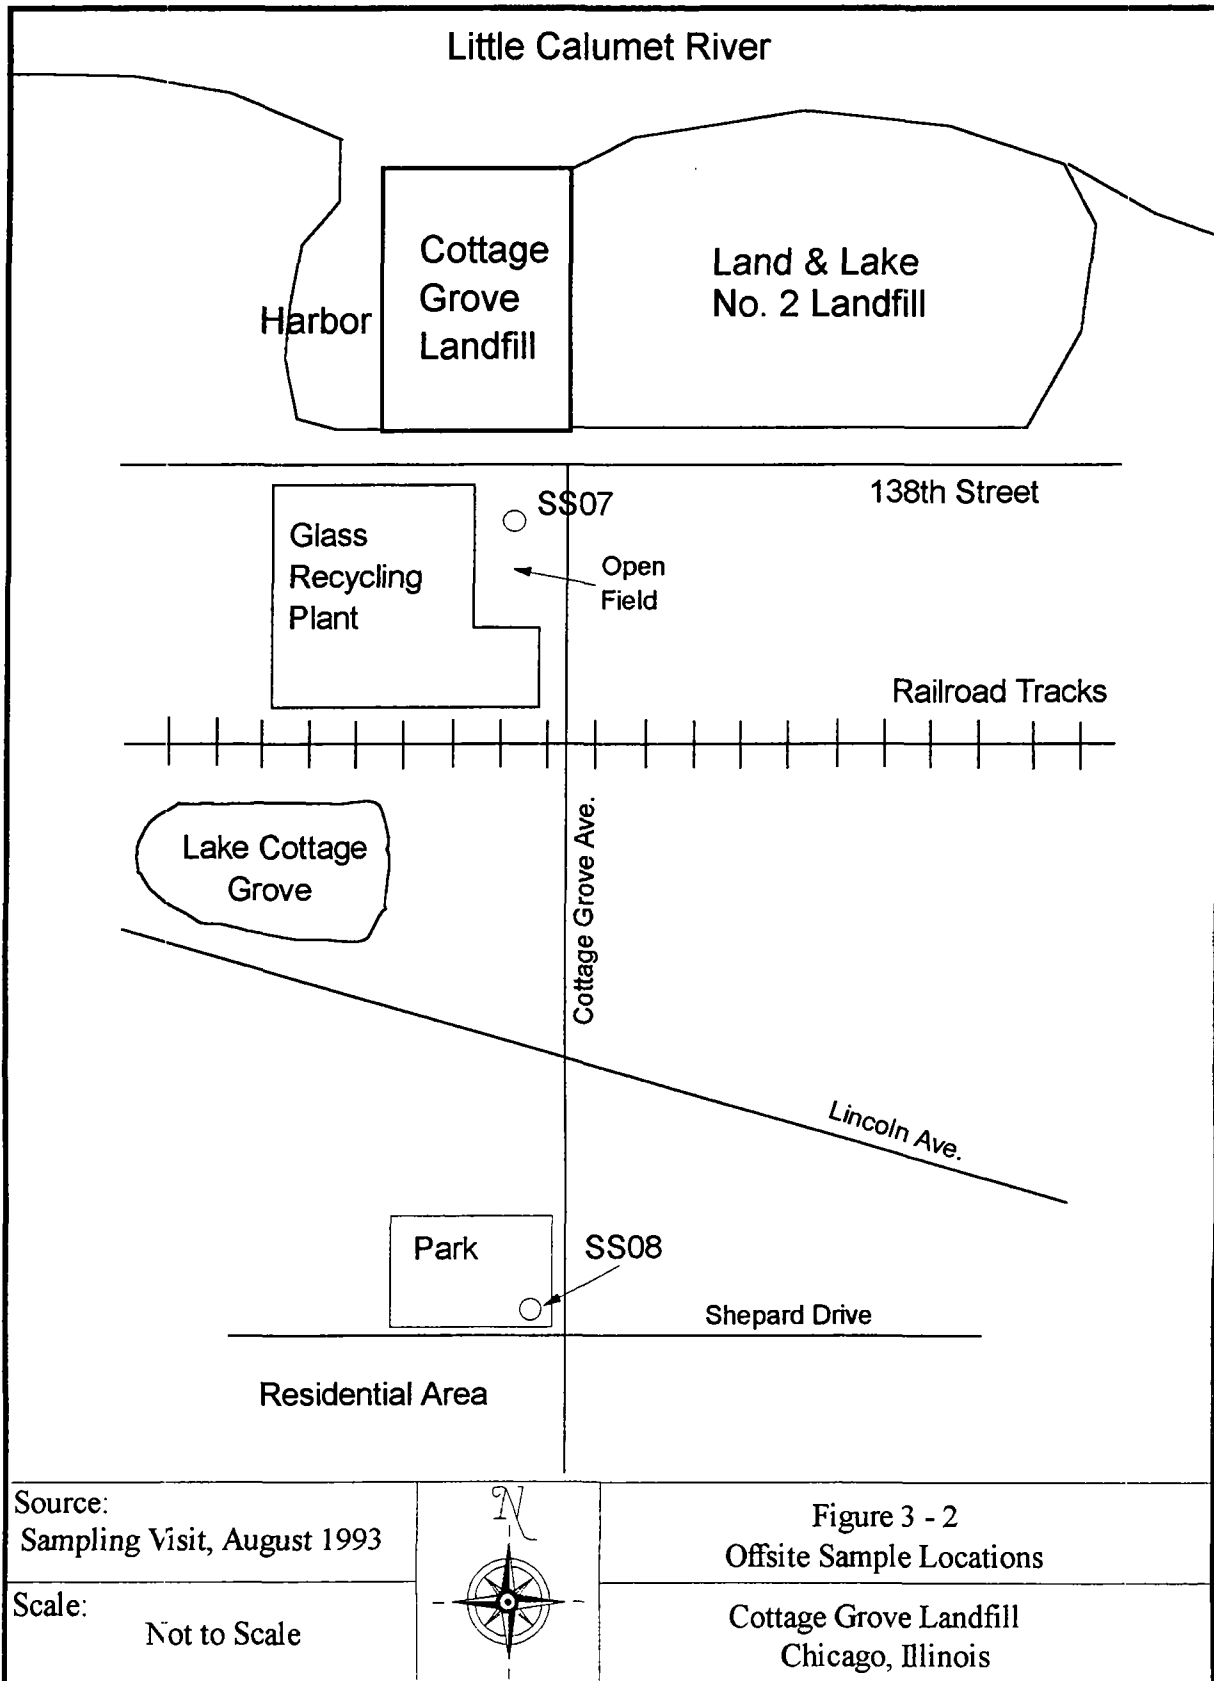 Little Calumet River
Cottage
Grove
Landfill
Land & Lake
No. 2 Landfill
Harbor
138th Street
SS07
Glass
Recycling
Plant
Open
Field
Railroad Tracks
Lake Cottage
Grove
Cottage Grove Ave.
Lincoln Ave.
Park
SS08
Shepard Drive
Residential Area
Source:
Sampling Visit, August 1993
Scale:
Not to Scale
N
Figure 3 - 2
Offsite Sample Locations
Cottage Grove Landfill
Chicago, Illinois